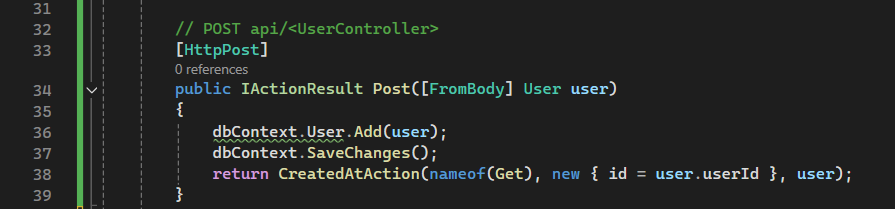 31
32 // POST api/<UserController>
33 [HttpPost]
0 references
34 public IActionResult Post([FromBody] User user)
35 {
36 dbContext.User.Add(user);
37 dbContext.SaveChanges();
38 return CreatedAtAction(nameof(Get), new { id = user.userId }, user);
39 }